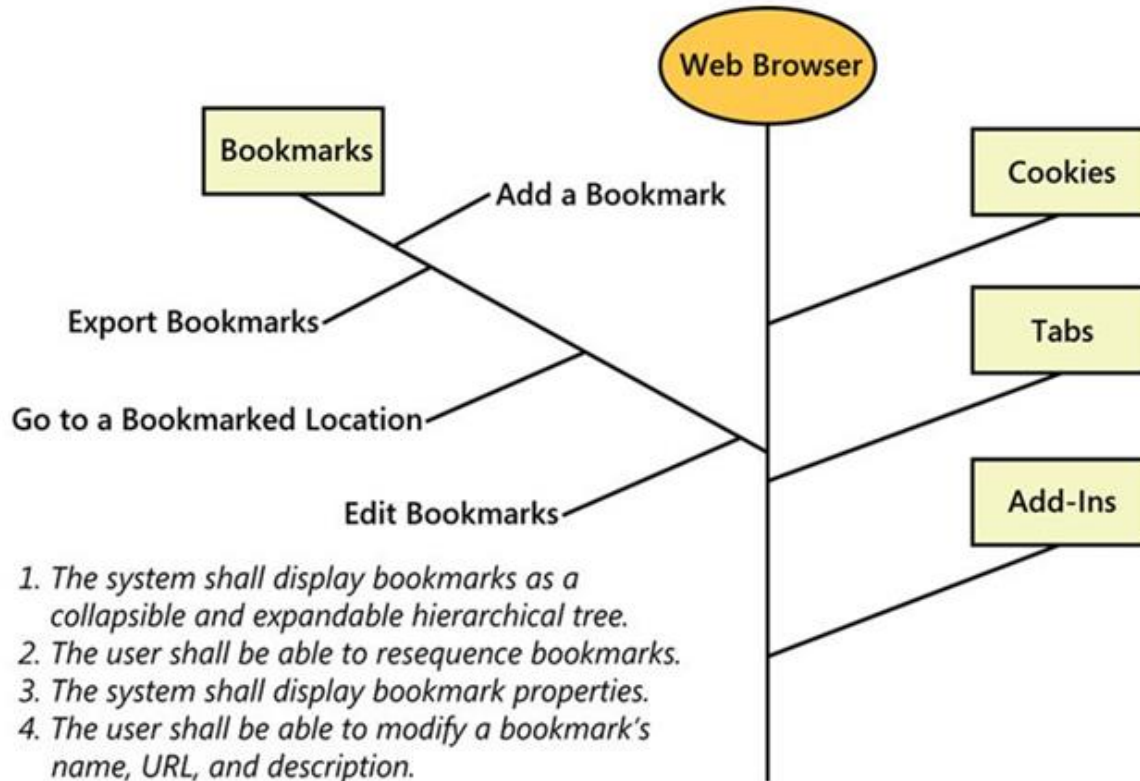 Web Browser
Bookmarks
Cookies
Add a Bookmark
Export Bookmarks
Tabs
Go to a Bookmarked Location
Add-Ins
Edit Bookmarks
1. The system shall display bookmarks as a
collapsible and expandable hierarchical tree.
2. The user shall be able to resequence bookmarks.
3. The system shall display bookmark properties.
4. The user shall be able to modify a bookmark's
name, URL, and description.